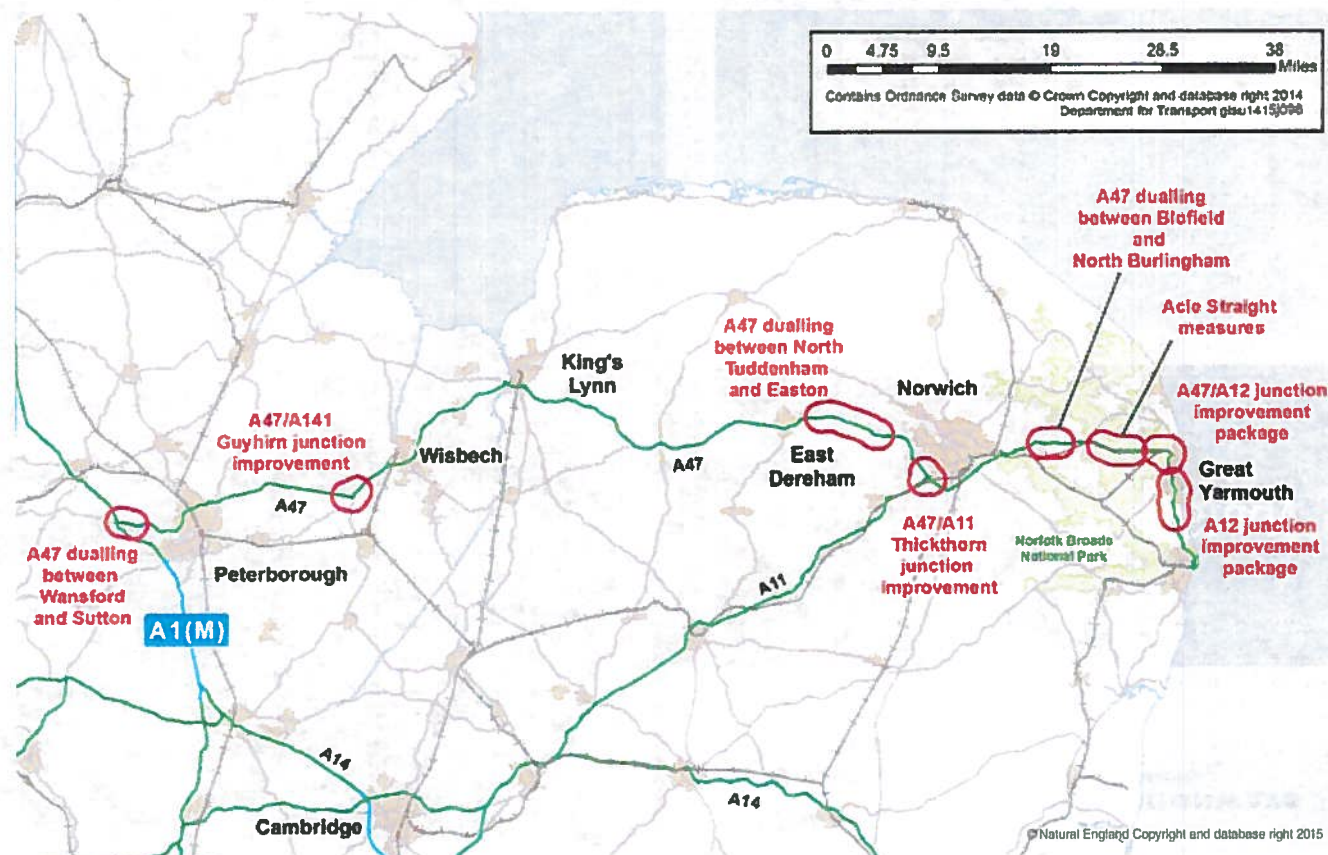 0 4.75 9.5 19 28.5 38
Miles
Contains Ordnance Survey data © Crown Copyright and database right 2014
Department for Transport gisu1415j098
A47 dualling
between Blofield
and
North Burlingham
Acle Straight
measures
A47 dualling
between North
Tuddenham
and Easton
King's
Lynn
Norwich
A47/A12 junction
improvement
package
A47/A141
Guyhirn junction
improvement
Wisbech
A47
East
Dereham
Great
Yarmouth
A47
A47/A11
Thickthorn
junction
improvement
A12 junction
improvement
package
Norfolk Broads
National Park
A47 dualling
between
Wansford
and Sutton
Peterborough
A11
A1(M)
A14
A14
Cambridge
© Natural England Copyright and database right 2015